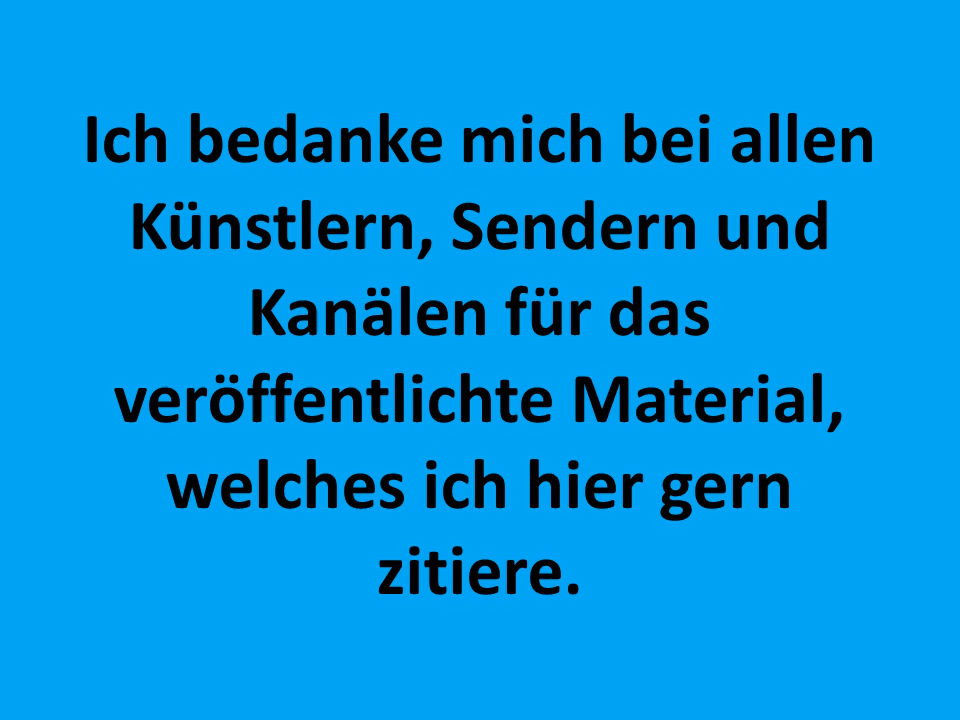 Ich bedanke mich bei allen
Künstlern, Sendern und
Kanälen für das
veröffentlichte Material,
welches ich hier gern
zitiere.